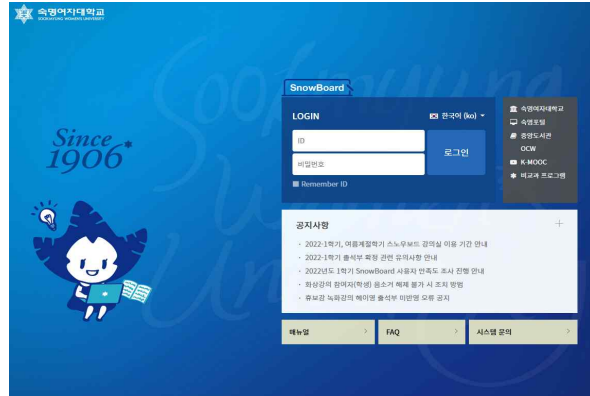 숙명여자대학교
SOOKMYUNG WOMEN'S UNIVERSITY
Sookmyung
Women's
Since
1906
SnowBoard
LOGIN
한국어 (ko)
ID
비밀번호
로그인
Remember ID
숙명여자대학교
숙명포털
중앙도서관
OCW
K-MOOC
비교과 프로그램
공지사항
2022-1학기, 여름계절학기 스노우보드 강의실 이용 기간 안내
2022-1학기 출석부 확정 관련 유의사항 안내
2022년도 1학기 SnowBoard 사용자 만족도 조사 진행 안내
화상강의 참여자(학생) 음소거 해제 불가 시 조치 방법
휴보강 녹화강의 헤이영 출석부 미반영 오류 공지
매뉴얼
FAQ
시스템 문의